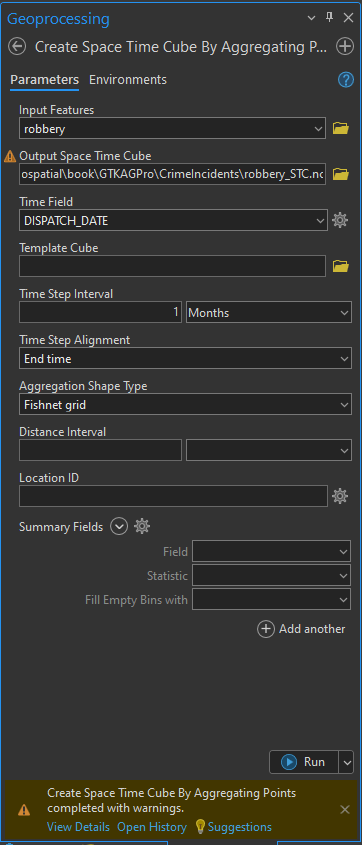 Geoprocessing
Create Space Time Cube By Aggregating P...
Parameters Environments
Input Features
robbery
Output Space Time Cube
ospatial\book\GTKAGPro\CrimeIncidents\robbery_STC.nc
Time Field
DISPATCH_DATE
Template Cube
Time Step Interval
1 Months
Time Step Alignment
End time
Aggregation Shape Type
Fishnet grid
Distance Interval
Location ID
Summary Fields
Field
Statistic
Fill Empty Bins with
Add another
Run
Create Space Time Cube By Aggregating Points
completed with warnings.
View Details Open History Suggestions